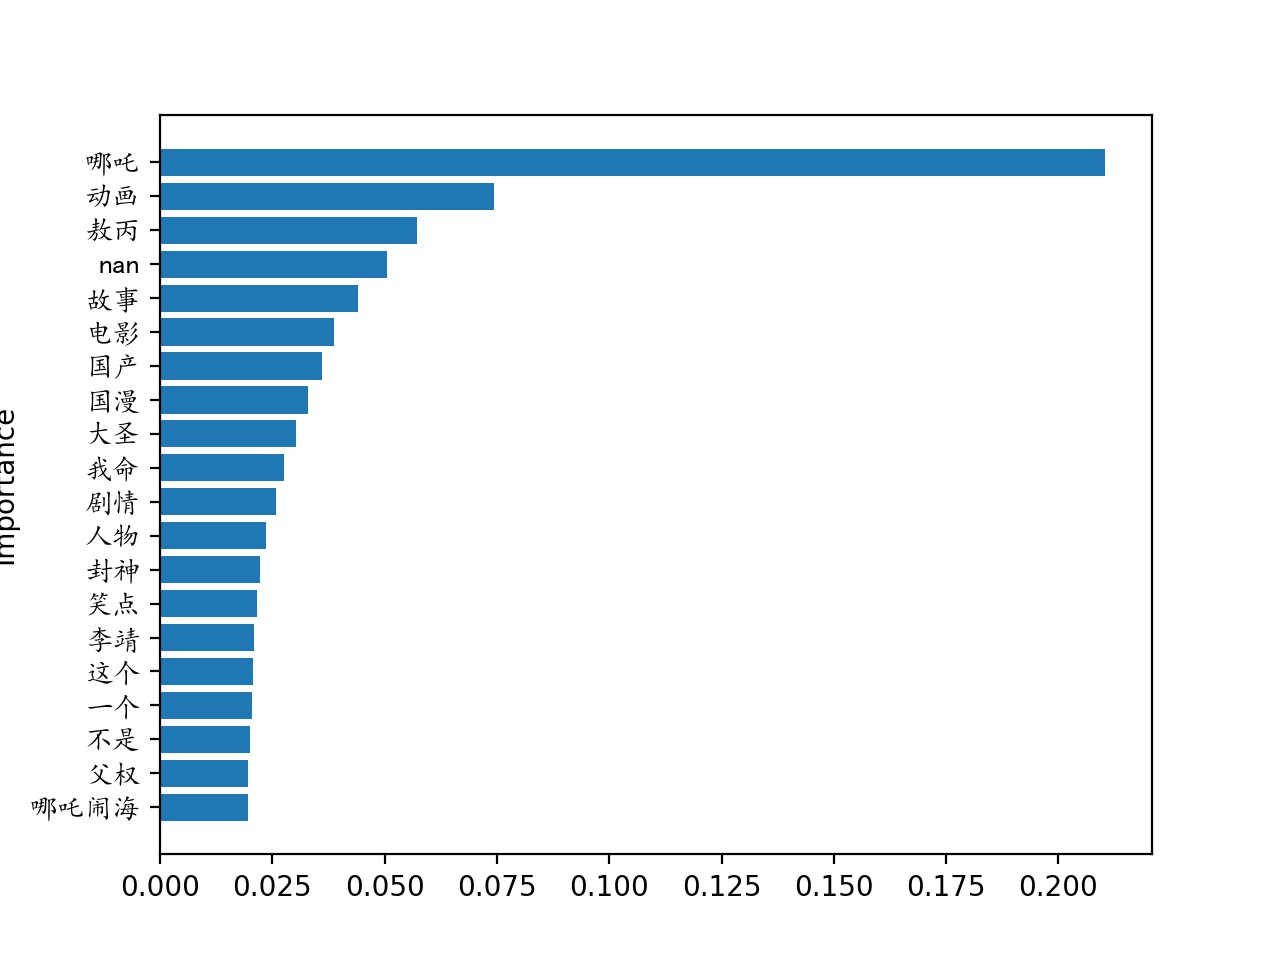 哪吒
动画
敖丙
nan
故事
电影
国产
国漫
大圣
我命
剧情
人物
封神
笑点
李靖
这个
一个
不是
父权
哪吒闹海
importance
0.000 0.025 0.050 0.075 0.100 0.125 0.150 0.175 0.200